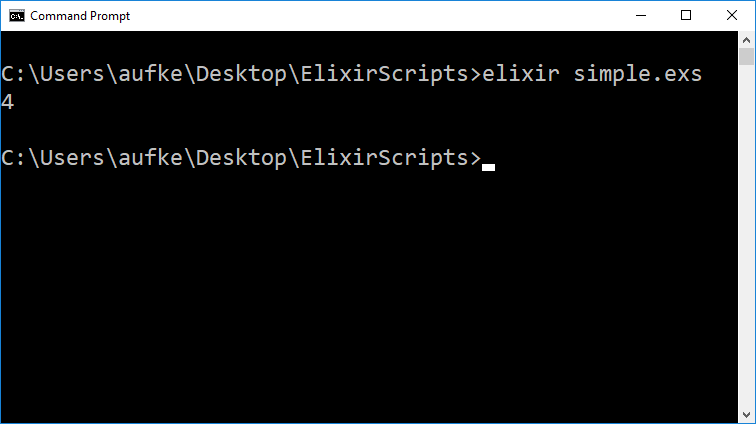 Command Prompt
C:\Users\aufke\Desktop\ElixirScripts>elixir simple.exs
4
C:\Users\aufke\Desktop\ElixirScripts>